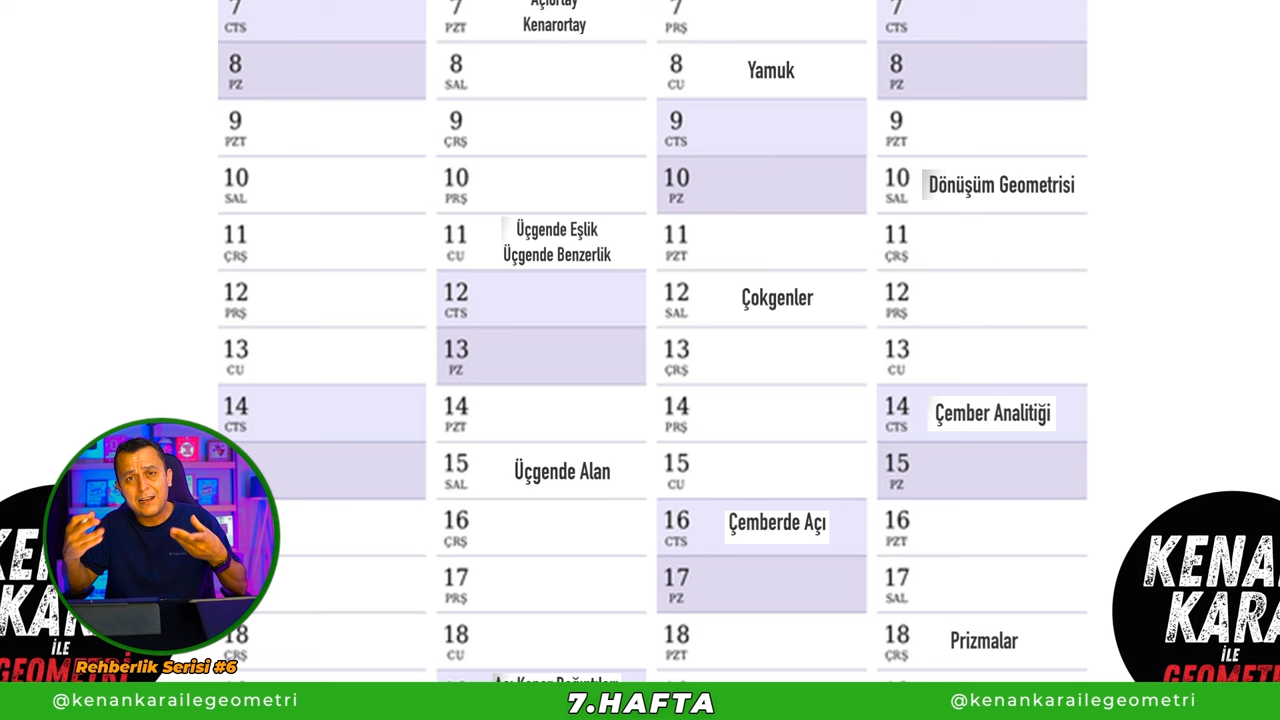 7
CTS
8
PZ
9
PZT
10
SAL
11
ÇRŞ
12
PRŞ
13
CU
14
CTS
18
ÇRŞ
7
PZT
Açıortay
Kenarortay
8
SAL
9
ÇRŞ
10
PRŞ
11
CU
Üçgende Eşlik
Üçgende Benzerlik
12
CTS
13
PZ
14
PZT
15
SAL
Üçgende Alan
16
ÇRŞ
17
PRŞ
18
CU
7
PRŞ
8
CU
Yamuk
9
CTS
10
PZ
11
PZT
12
SAL
Çokgenler
13
ÇRŞ
14
PRŞ
15
CU
16
CTS
Çemberde Açı
17
PZ
18
PZT
7
CTS
8
PZ
9
PZT
10
SAL
Dönüşüm Geometrisi
11
ÇRŞ
12
PRŞ
13
CU
14
CTS
Çember Analitiği
15
PZ
16
PZT
17
SAL
18
ÇRŞ
Prizmalar
KENA
KARA
İLE
GEOMET
Rehberlik Serisi #6
@kenankarailegeometri
7.HAFTA
@kenankarailegeometri